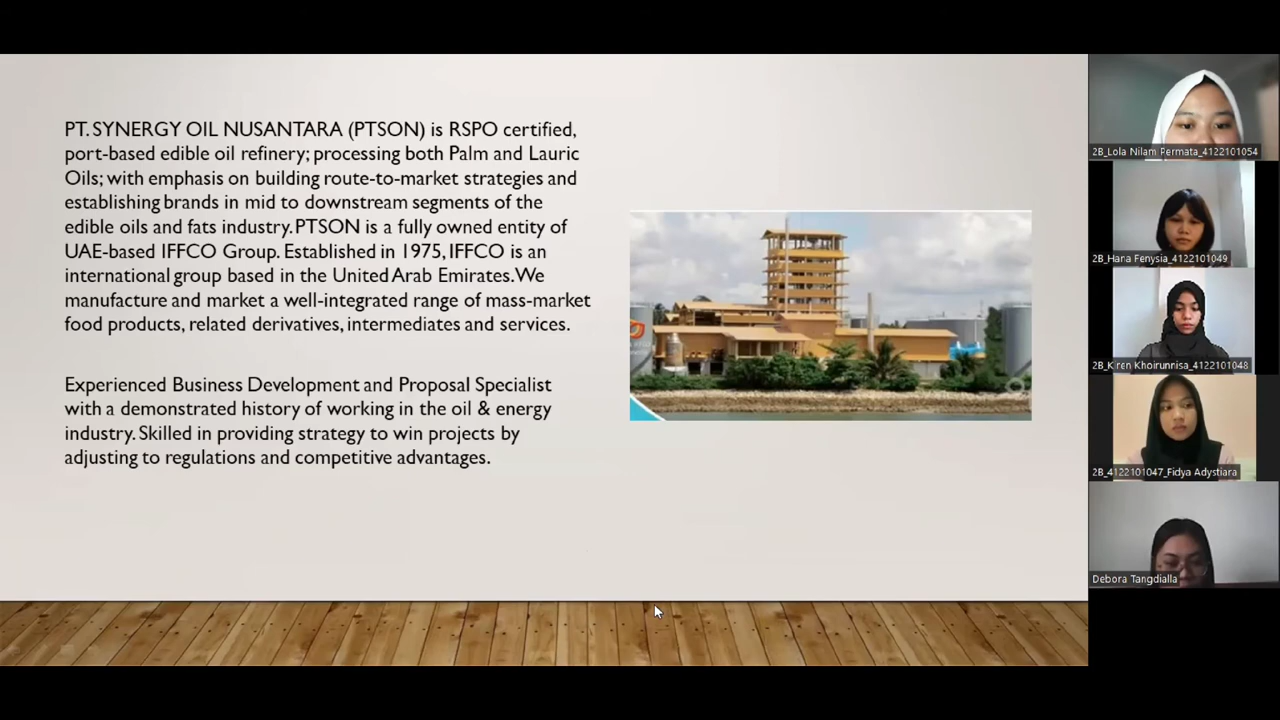 PT. SYNERGY OIL NUSANTARA (PTSON) is RSPO certified,
port-based edible oil refinery; processing both Palm and Lauric
Oils; with emphasis on building route-to-market strategies and
establishing brands in mid to downstream segments of the
edible oils and fats industry. PTSON is a fully owned entity of
UAE-based IFFCO Group. Established in 1975, IFFCO is an
international group based in the United Arab Emirates. We
manufacture and market a well-integrated range of mass-market
food products, related derivatives, intermediates and services.
Experienced Business Development and Proposal Specialist
with a demonstrated history of working in the oil & energy
industry. Skilled in providing strategy to win projects by
adjusting to regulations and competitive advantages.
2B_Lola Nilam Permata_4122101054
2B_Hana Fenysia_4122101049
2B_Kiren Khoirunnisa_4122101048
2B_4122101047_Fidya Adystiara
Debora Tangdialla